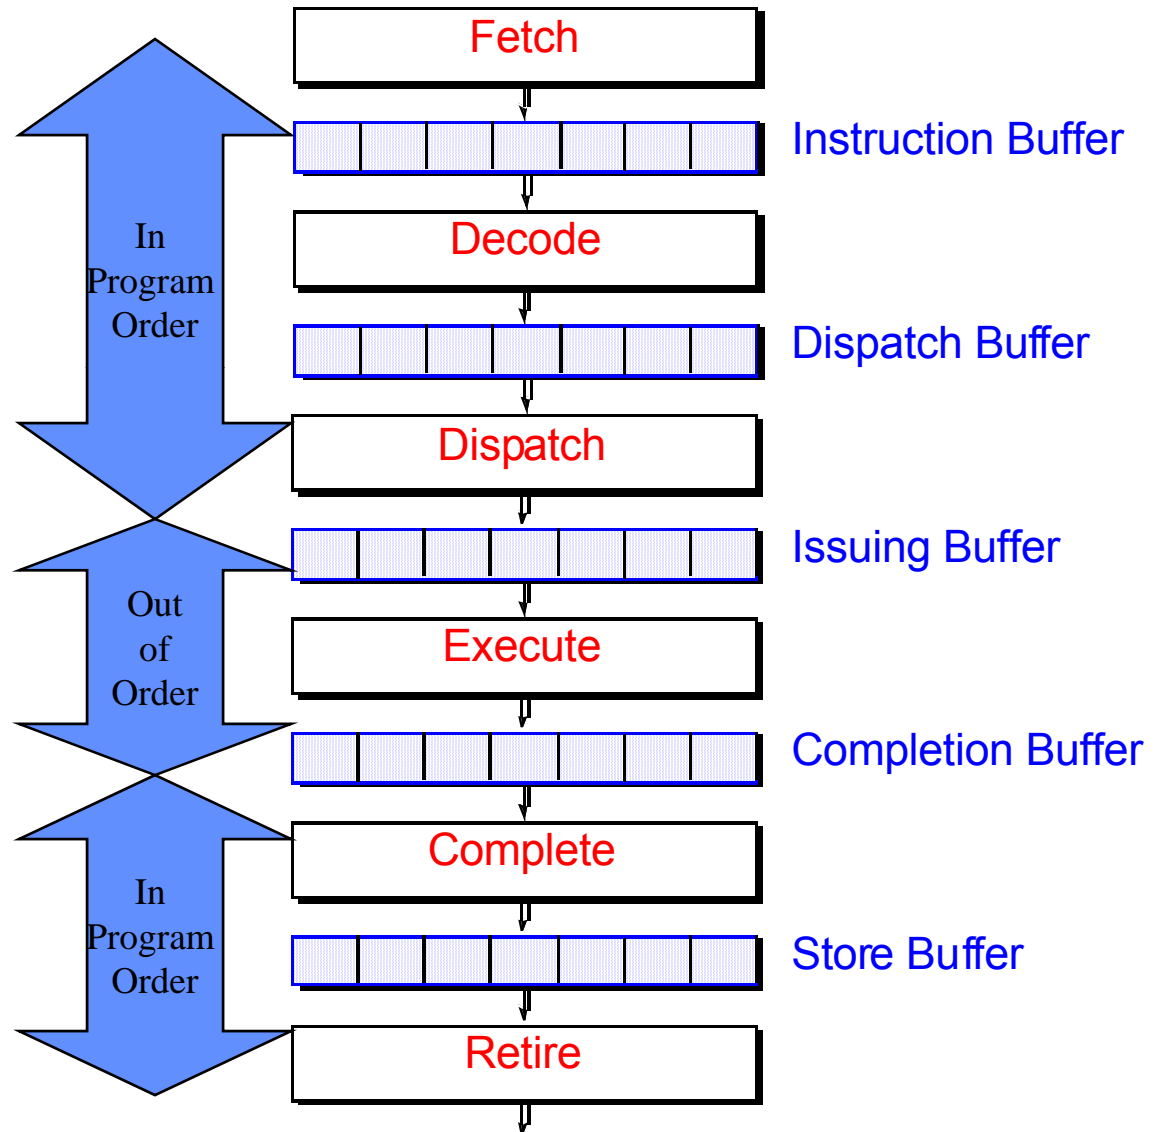 Fetch
Instruction Buffer
Decode
In
Program
Order
Dispatch Buffer
Dispatch
Issuing Buffer
Out
of
Order
Execute
Completion Buffer
Complete
In
Program
Order
Store Buffer
Retire